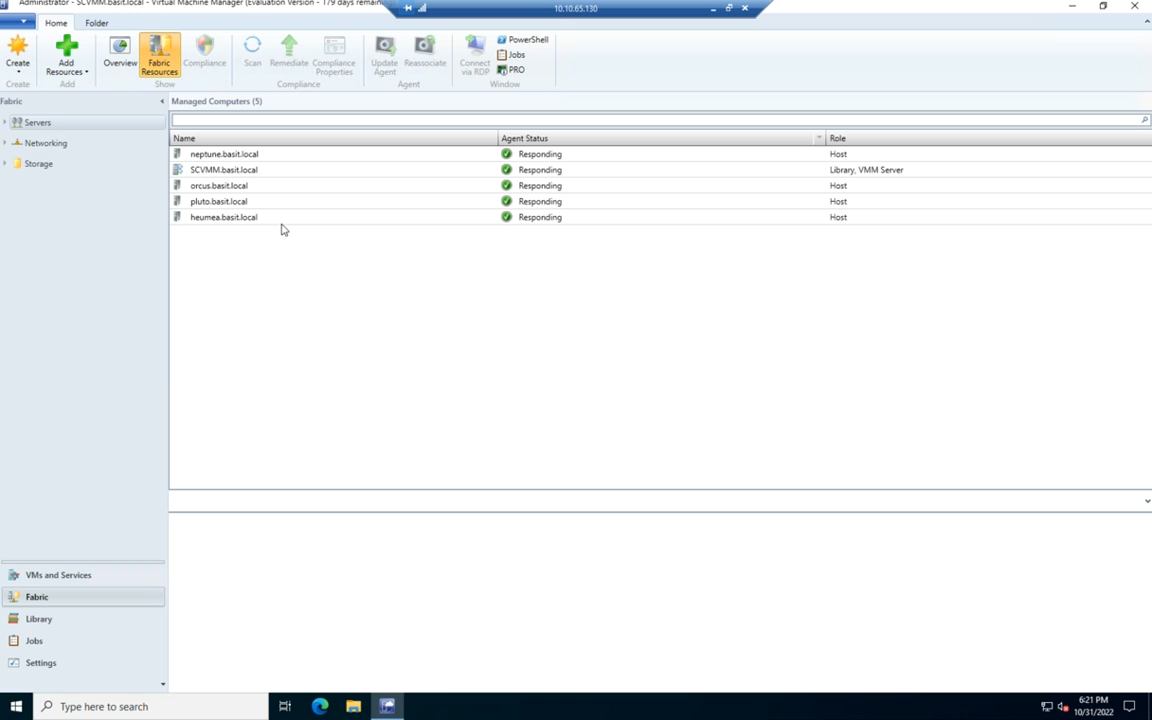 Administrator - SCVMM.basit.local - Virtual Machine Manager (Evaluation Version - 179 days remain
10.10.65.130
Home Folder
Create
Add Resources
Overview
Fabric Resources
Compliance
Scan
Remediate
Compliance Properties
Update Agent
Reassociate
Connect via RDP
PowerShell
Jobs
PRO
Create Add Show Compliance Agent Window
Fabric
Servers
Networking
Storage
Managed Computers (5)
Name Agent Status Role
neptune.basit.local Responding Host
SCVMM.basit.local Responding Library, VMM Server
orcus.basit.local Responding Host
pluto.basit.local Responding Host
heumea.basit.local Responding Host
VMs and Services
Fabric
Library
Jobs
Settings
Type here to search
6:21 PM
10/31/2022